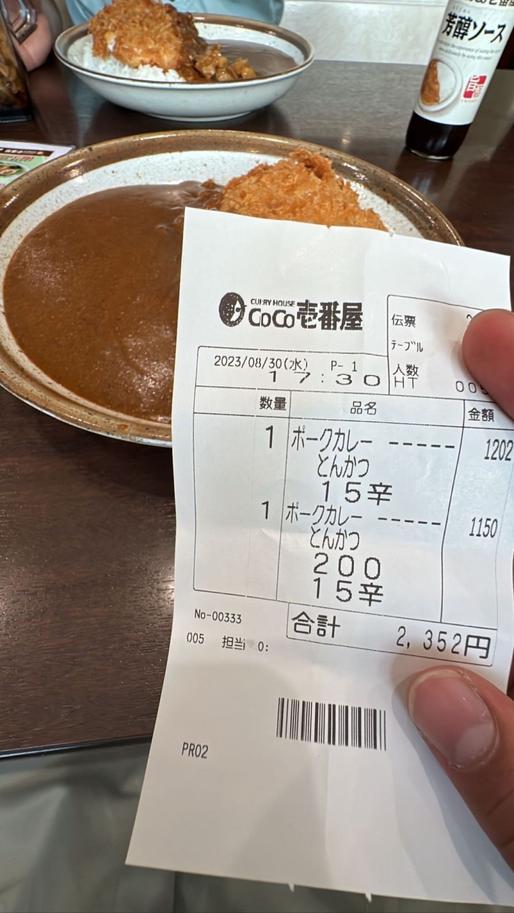 芳醇ソース
CURRY HOUSE
CoCo壱番屋
伝票
テーブル
2023/08/30(水) P- 1
17:30
人数
HT 00
数量 品名 金額
1 ポークカレー ------ 1202
とんかつ
15辛
1 ポークカレー ------ 1150
とんかつ
200
15辛
合計 2,352円
No-00333
005 担当 0:
PR02